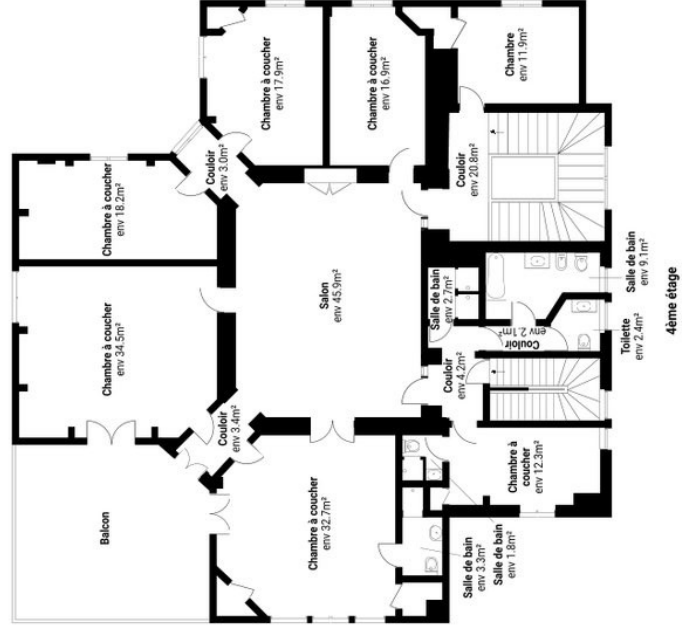 Chambre à coucher
env 17.9m²
Chambre à coucher
env 16.9m²
Chambre
env 11.9m²
Couloir
env 3.0m²
Couloir
env 20.8m²
Chambre à coucher
env 18.2m²
Salon
env 45.9m²
Salle de bain
env 2.7m²
Salle de bain
env 9.1m²
Chambre à coucher
env 34.5m²
Couloir
env 2.1m²
Toilette
env 2.4m²
Couloir
env 4.2m²
Couloir
env 3.4m²
Chambre à
coucher
env 12.3m²
Balcon
Chambre à coucher
env 32.7m²
Salle de bain
env 3.3m²
Salle de bain
env 1.8m²
4ème étage